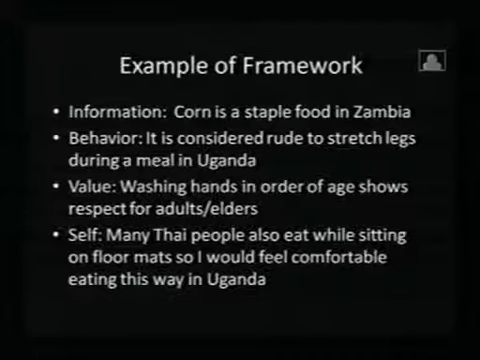 Example of Framework
• Information: Corn is a staple food in Zambia
• Behavior: It is considered rude to stretch legs
during a meal in Uganda
• Value: Washing hands in order of age shows
respect for adults/elders
• Self: Many Thai people also eat while sitting
on floor mats so I would feel comfortable
eating this way in Uganda